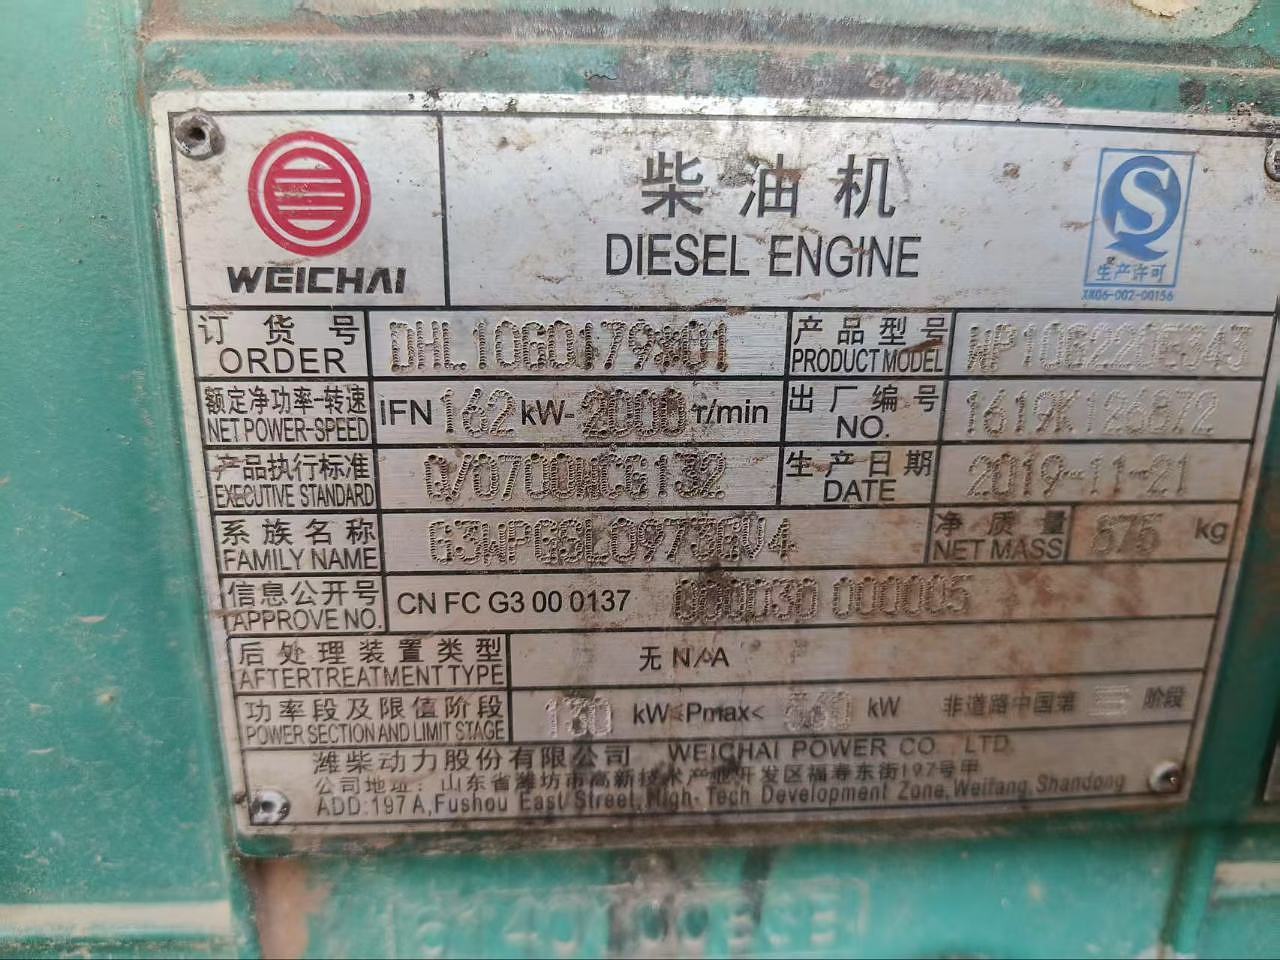 WEICHAI
柴油机
DIESEL ENGINE
生产许可
XK06-002-00156
订货号 ORDER DHL10G0179*01
产品型号 PRODUCT MODEL WP10G220E343
额定净功率-转速 NET POWER-SPEED IFN 162 kW- 2000 r/min
出厂编号 NO. 1619K126872
产品执行标准 EXECUTIVE STANDARD Q/0700WCG132
生产日期 DATE 2019-11-21
系族名称 FAMILY NAME
净质量 NET MASS 875 kg
信息公开号 IAPPROVE NO. CN FC G3 00 0137 000030 000005
后处理装置类型 AFTERTREATMENT TYPE 无 N/A
功率段及限值阶段 POWER SECTION AND LIMIT STAGE 130 kW≤Pmax< 560 kW 非道路中国第 三 阶段
潍柴动力股份有限公司 WEICHAI POWER CO., LTD.
公司地址: 山东省潍坊市高新技术产业开发区福寿东街197号甲
ADD:197 A,Fushou East Street,High-Tech Development Zone,Weifang,Shandong